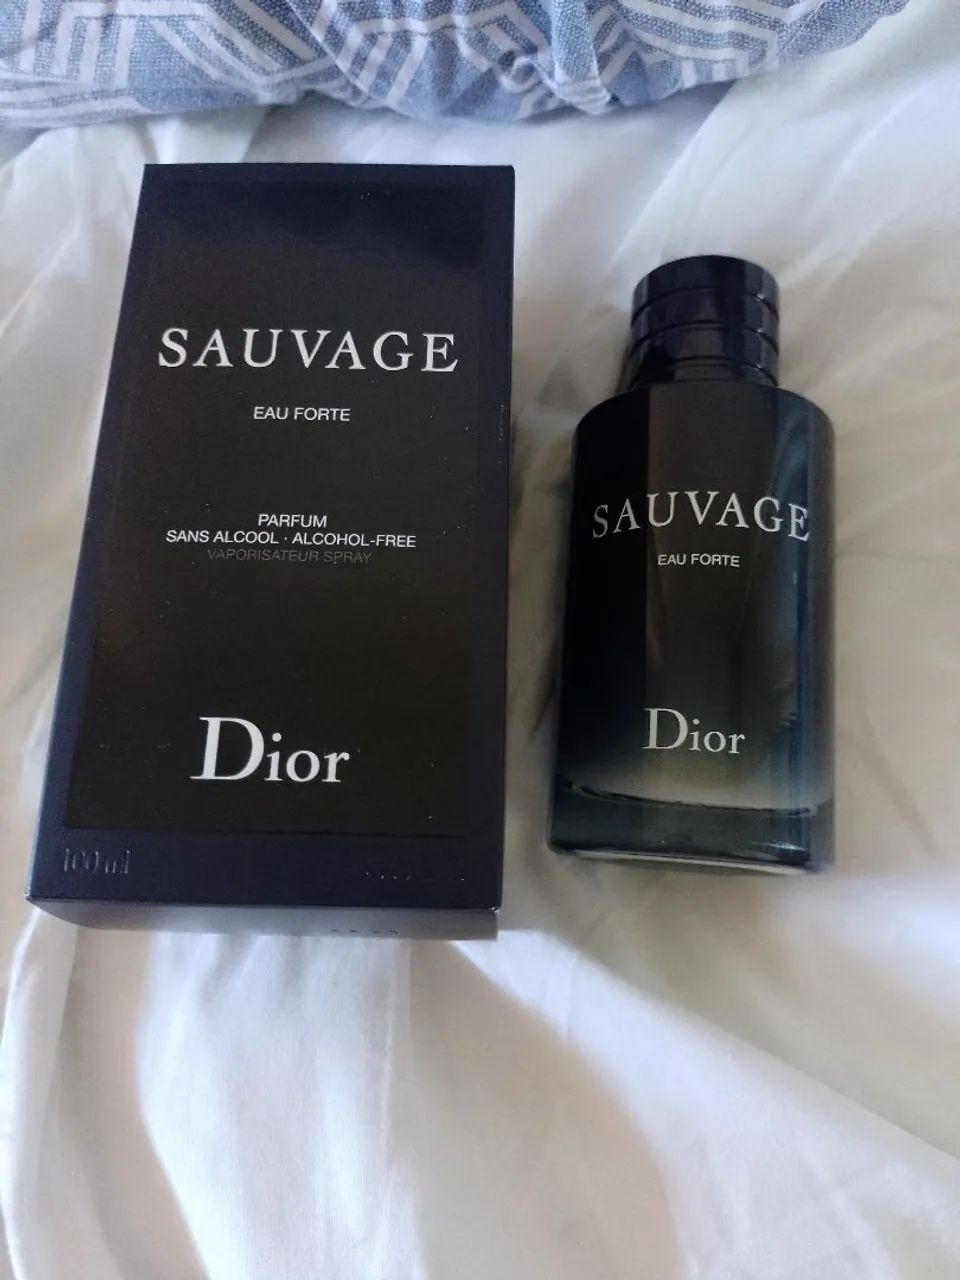 SAUVAGE
EAU FORTE
PARFUM
SANS ALCOOL · ALCOHOL-FREE
VAPORISATEUR SPRAY
Dior
100 ml
SAUVAGE
EAU FORTE
Dior